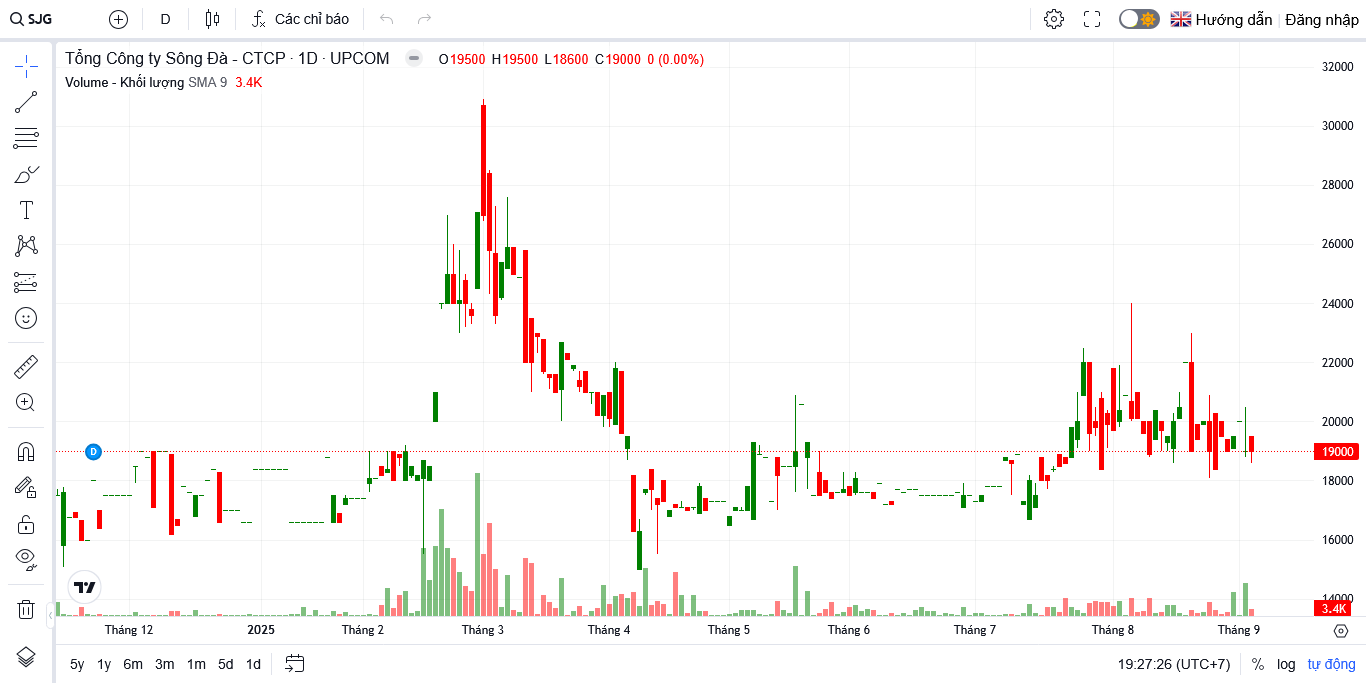 SJG D Các chỉ báo Hướng dẫn Đăng nhập
Tổng Công ty Sông Đà - CTCP · 1D · UPCOM O19500 H19500 L18600 C19000 0 (0.00%)
Volume - Khối lượng SMA 9 3.4K
32000
30000
28000
26000
24000
22000
20000
D
19000
18000
16000
14000
3.4K
Tháng 12 2025 Tháng 2 Tháng 3 Tháng 4 Tháng 5 Tháng 6 Tháng 7 Tháng 8 Tháng 9
5y 1y 6m 3m 1m 5d 1d 19:27:26 (UTC+7) % log tự động